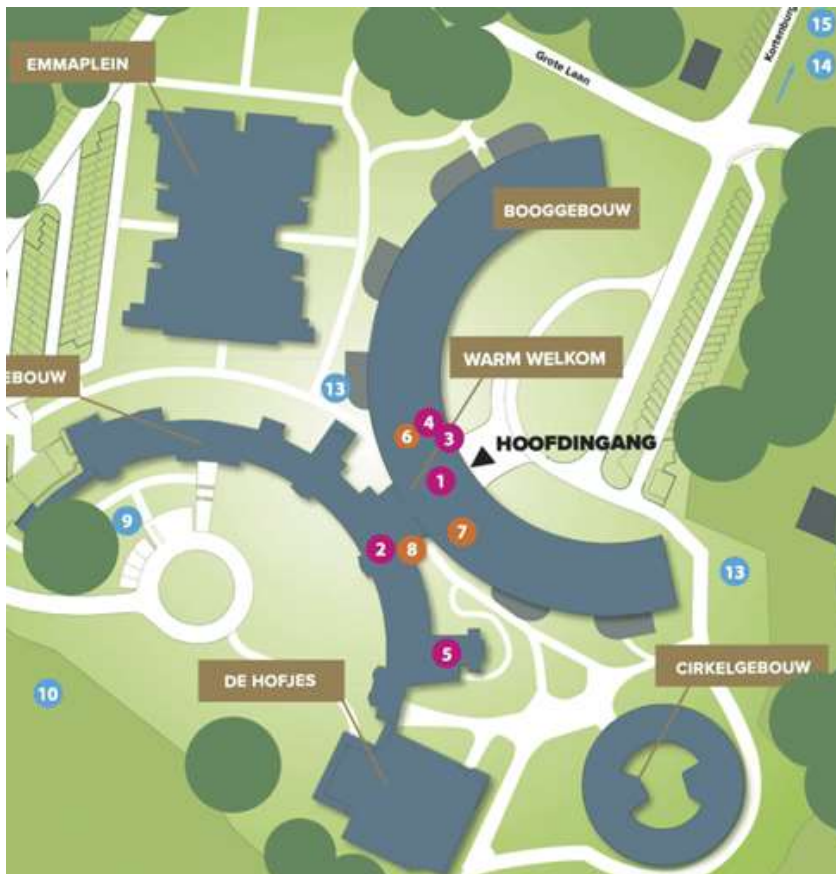 15
Kortenburg
14
Grote Laan
EMMAPLEIN
BOOGGEBOUW
WARM WELKOM
EBOUW
13
4
6
3
HOOFDINGANG
1
9
7
2
8
13
5
10
DE HOFJES
CIRKELGEBOUW